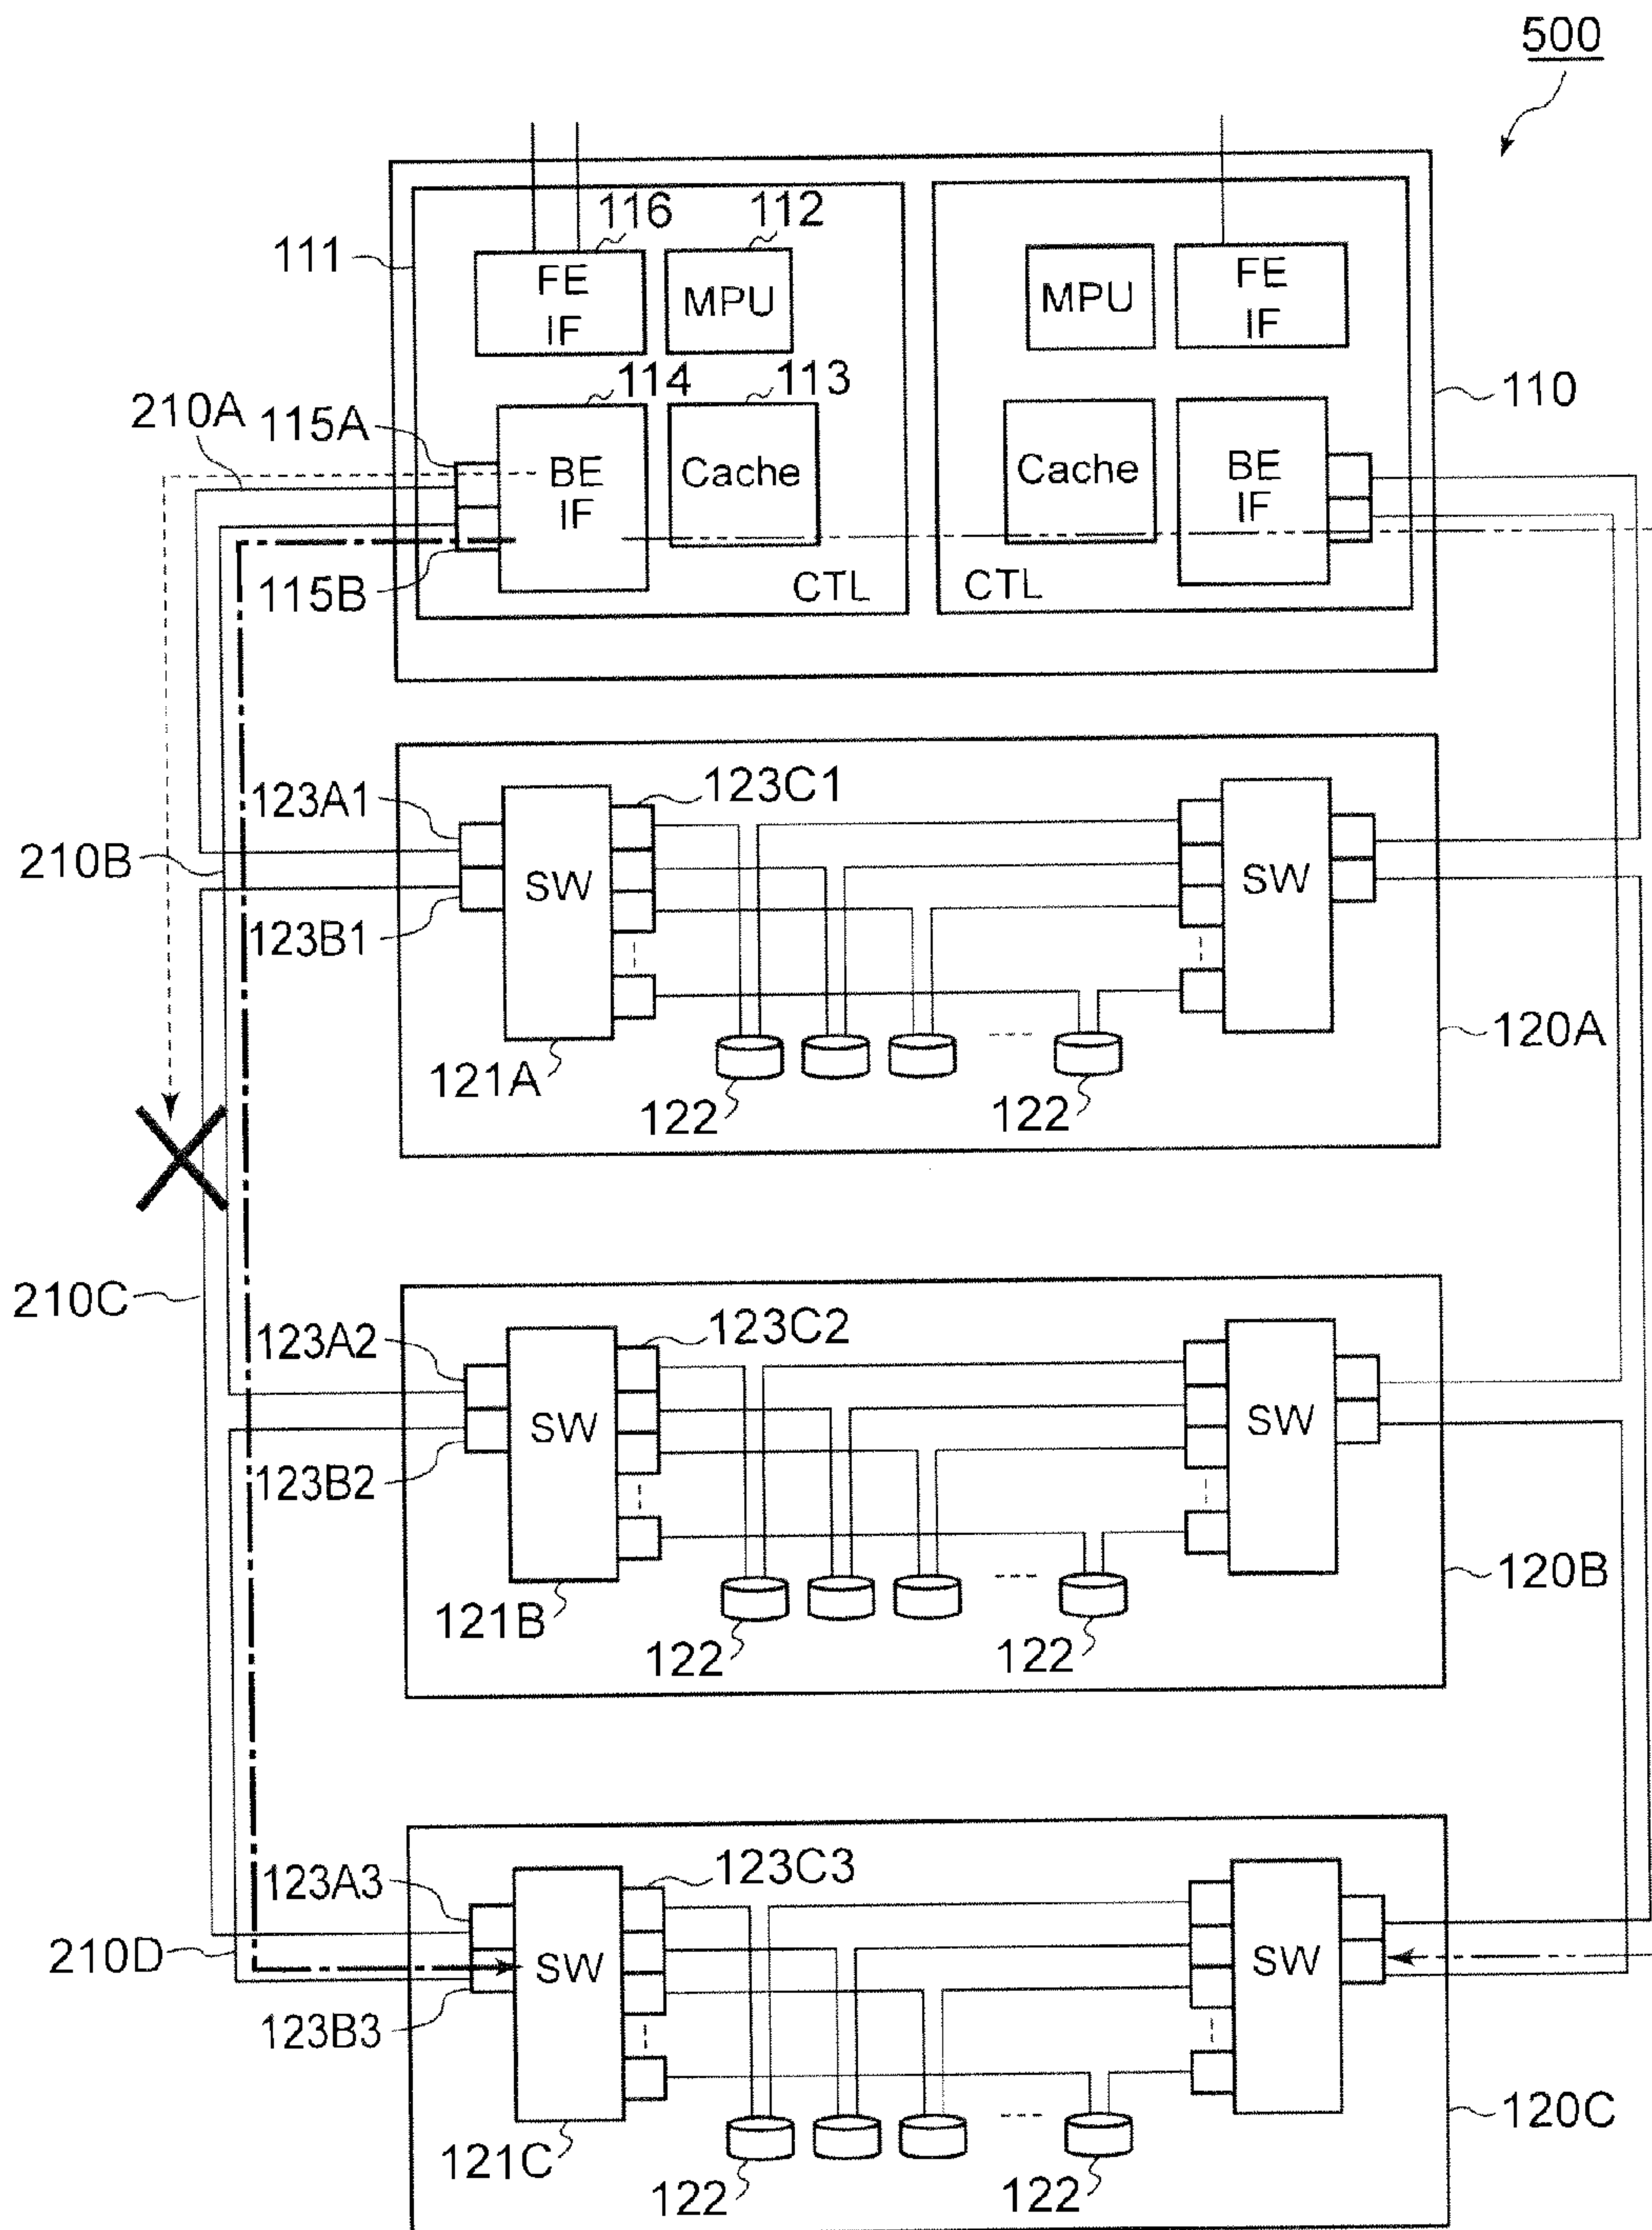 500
116
112
111
FE
IF
MPU
MPU
FE
IF
114
113
110
210A
115A
BE
IF
Cache
Cache
BE
IF
115B
CTL
CTL
123A1
123C1
210B
SW
SW
123B1
120A
121A
122
122
210C
123A2
123C2
SW
SW
123B2
120B
121B
122
122
123A3
123C3
210D
SW
SW
123B3
120C
121C
122
122